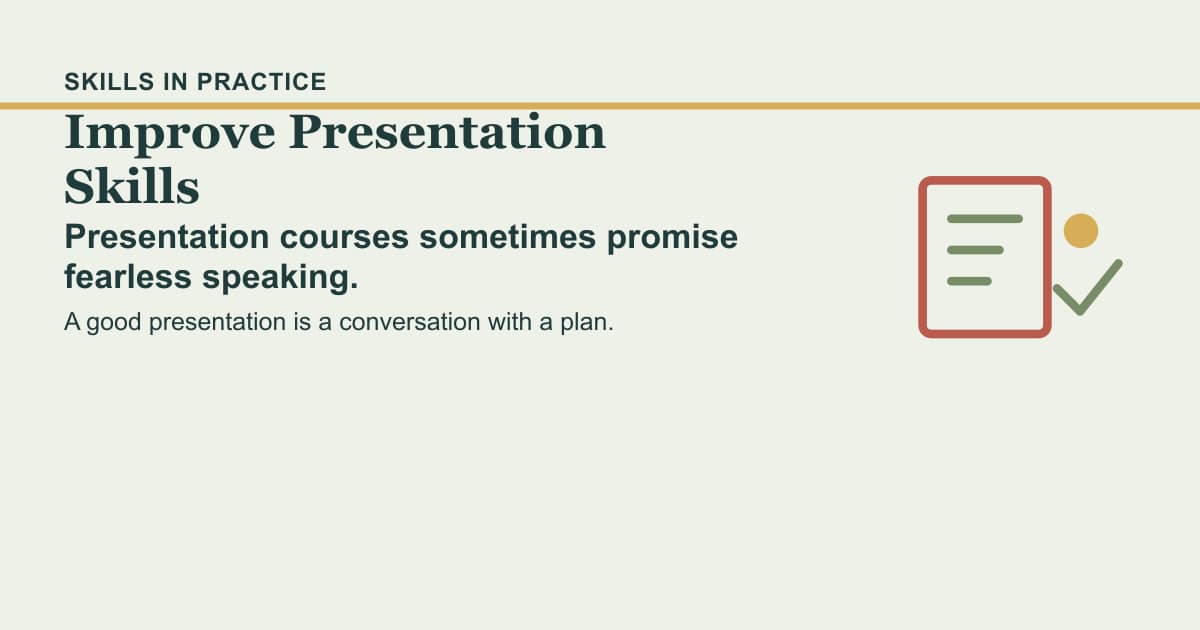 SKILLS IN PRACTICE
Improve Presentation
Skills
Presentation courses sometimes promise
fearless speaking.
A good presentation is a conversation with a plan.